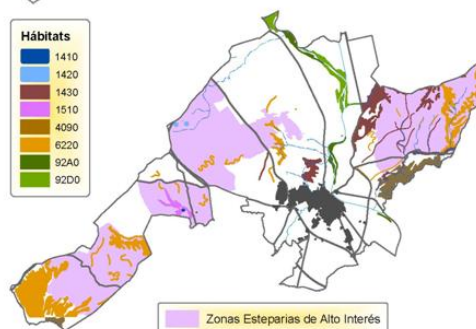 Hábitats
1410
1420
1430
1510
4090
6220
92A0
92D0
Zonas Esteparias de Alto Interés